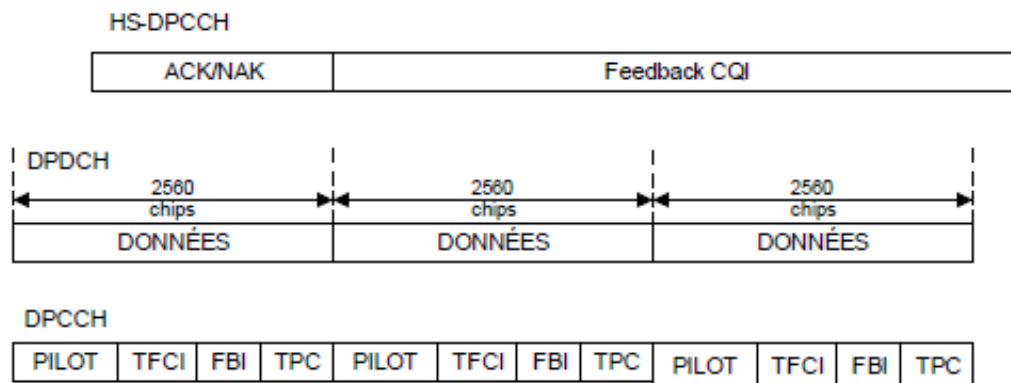 HS-DPCCH
ACK/NAK Feedback CQI
DPDCH
2560 2560 2560
chips chips chips
DONNÉES DONNÉES DONNÉES
DPCCH
PILOT TFCI FBI TPC PILOT TFCI FBI TPC PILOT TFCI FBI TPC